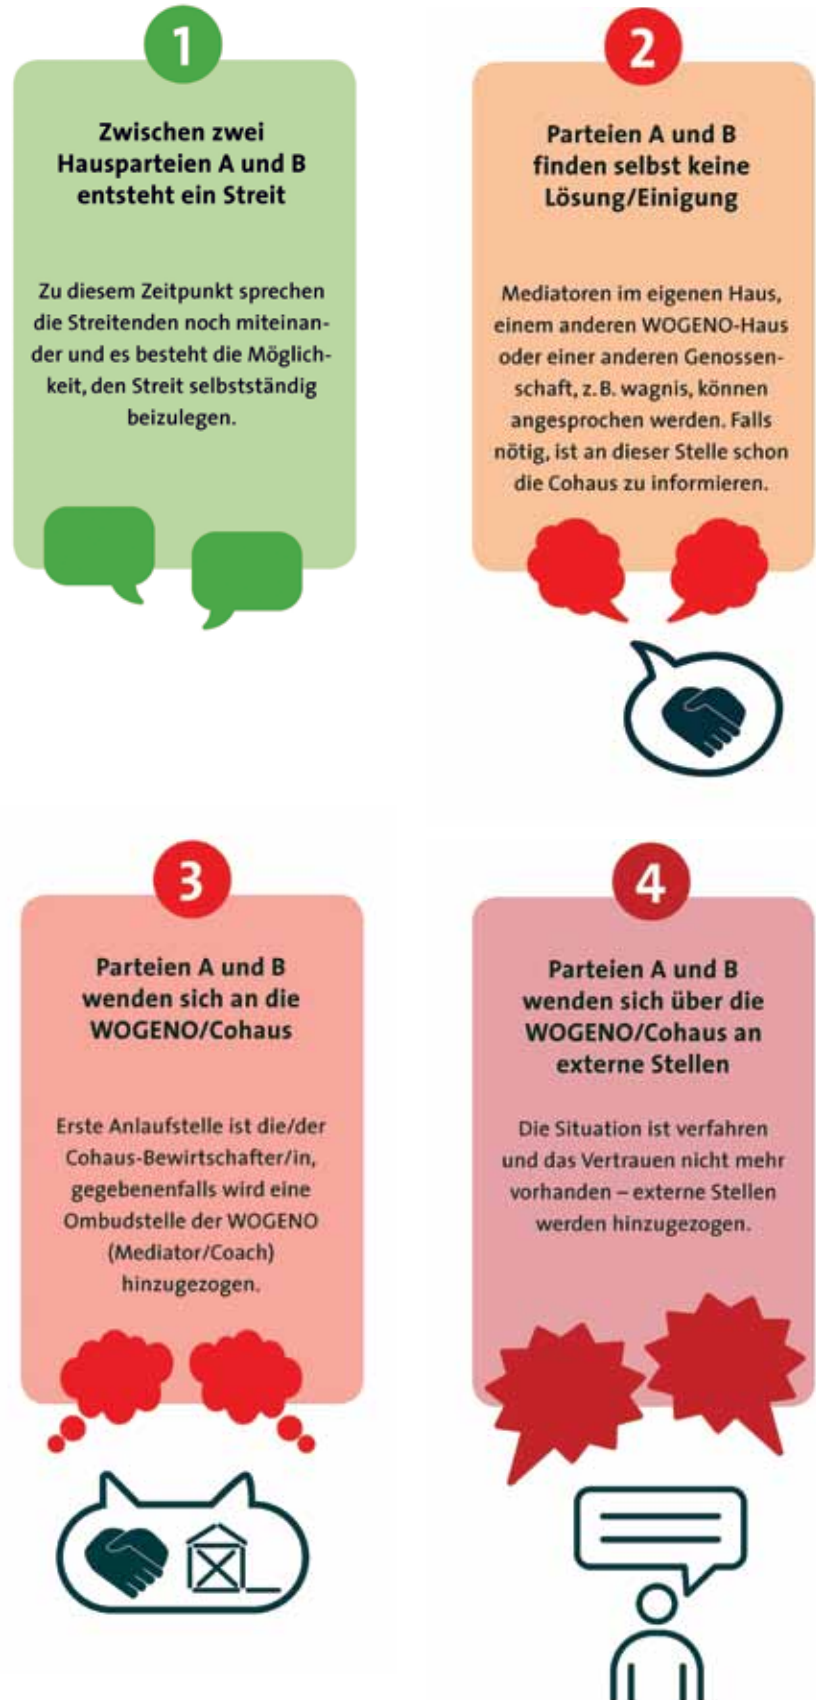 1
Zwischen zwei
Hausparteien A und B
entsteht ein Streit
Zu diesem Zeitpunkt sprechen
die Streitenden noch miteinan-
der und es besteht die Möglich-
keit, den Streit selbstständig
beizulegen.
2
Parteien A und B
finden selbst keine
Lösung/Einigung
Mediatoren im eigenen Haus,
einem anderen WOGENO-Haus
oder einer anderen Genossen-
schaft, z. B. wagnis, können
angesprochen werden. Falls
nötig, ist an dieser Stelle schon
die Cohaus zu informieren.
3
Parteien A und B
wenden sich an die
WOGENO/Cohaus
Erste Anlaufstelle ist die/der
Cohaus-Bewirtschafter/in,
gegebenenfalls wird eine
Ombudstelle der WOGENO
(Mediator/Coach)
hinzugezogen.
4
Parteien A und B
wenden sich über die
WOGENO/Cohaus an
externe Stellen
Die Situation ist verfahren
und das Vertrauen nicht mehr
vorhanden – externe Stellen
werden hinzugezogen.